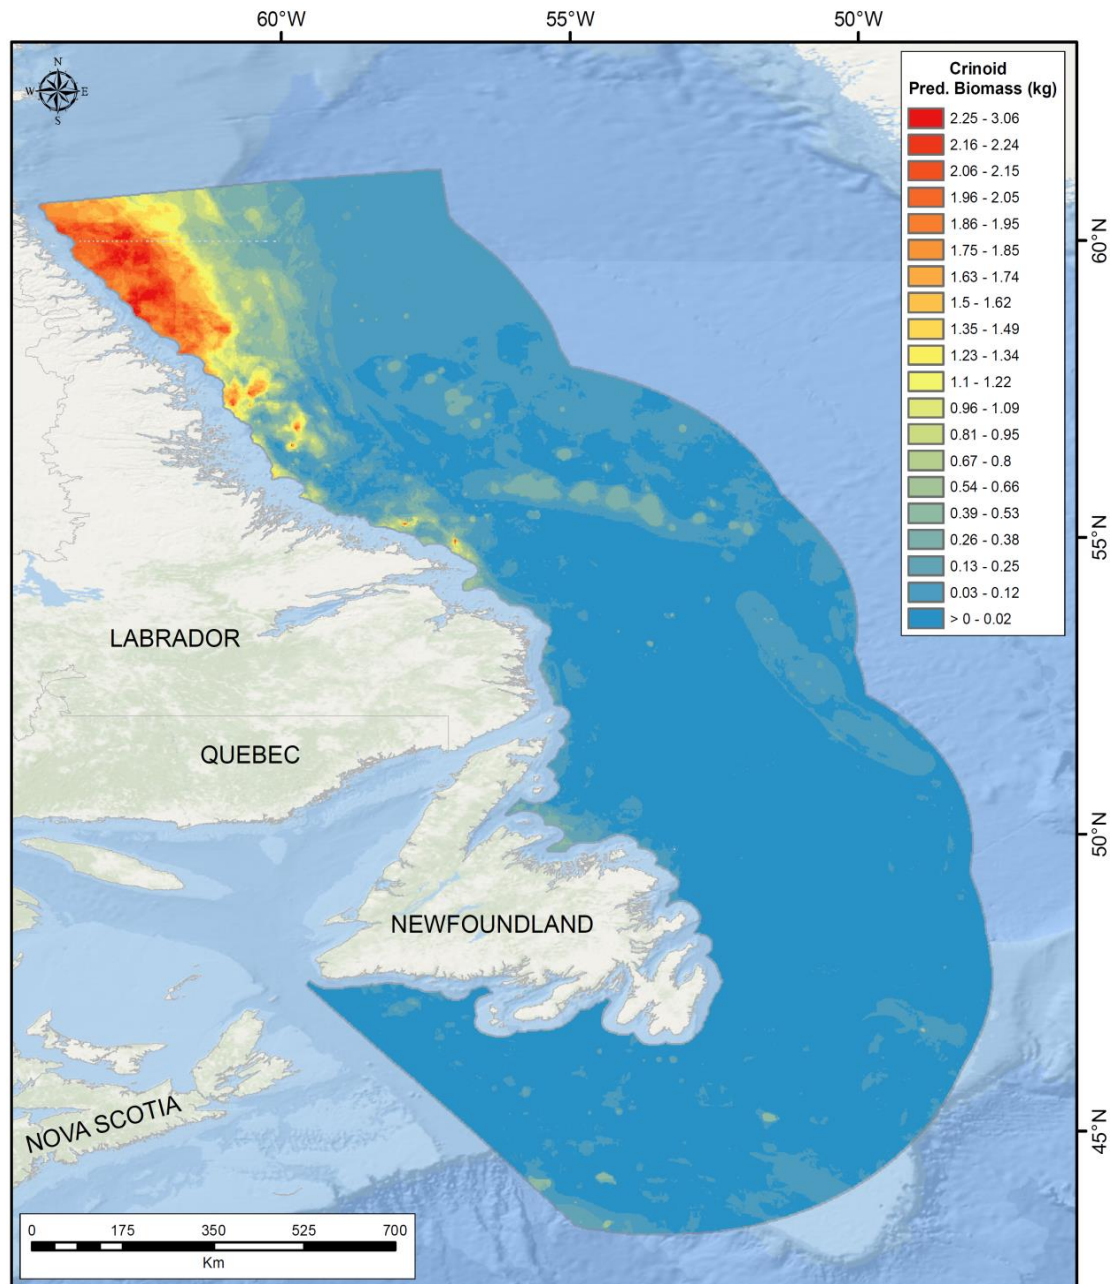 60°W
55°W
50°W
N
W
E
S
Crinoid
Pred. Biomass (kg)
2.25 - 3.06
2.16 - 2.24
2.06 - 2.15
1.96 - 2.05
1.86 - 1.95
1.75 - 1.85
1.63 - 1.74
1.5 - 1.62
1.35 - 1.49
1.23 - 1.34
1.1 - 1.22
0.96 - 1.09
0.81 - 0.95
0.67 - 0.8
0.54 - 0.66
0.39 - 0.53
0.26 - 0.38
0.13 - 0.25
0.03 - 0.12
> 0 - 0.02
60°N
55°N
50°N
45°N
LABRADOR
QUEBEC
NEWFOUNDLAND
NOVA SCOTIA
0 175 350 525 700
Km